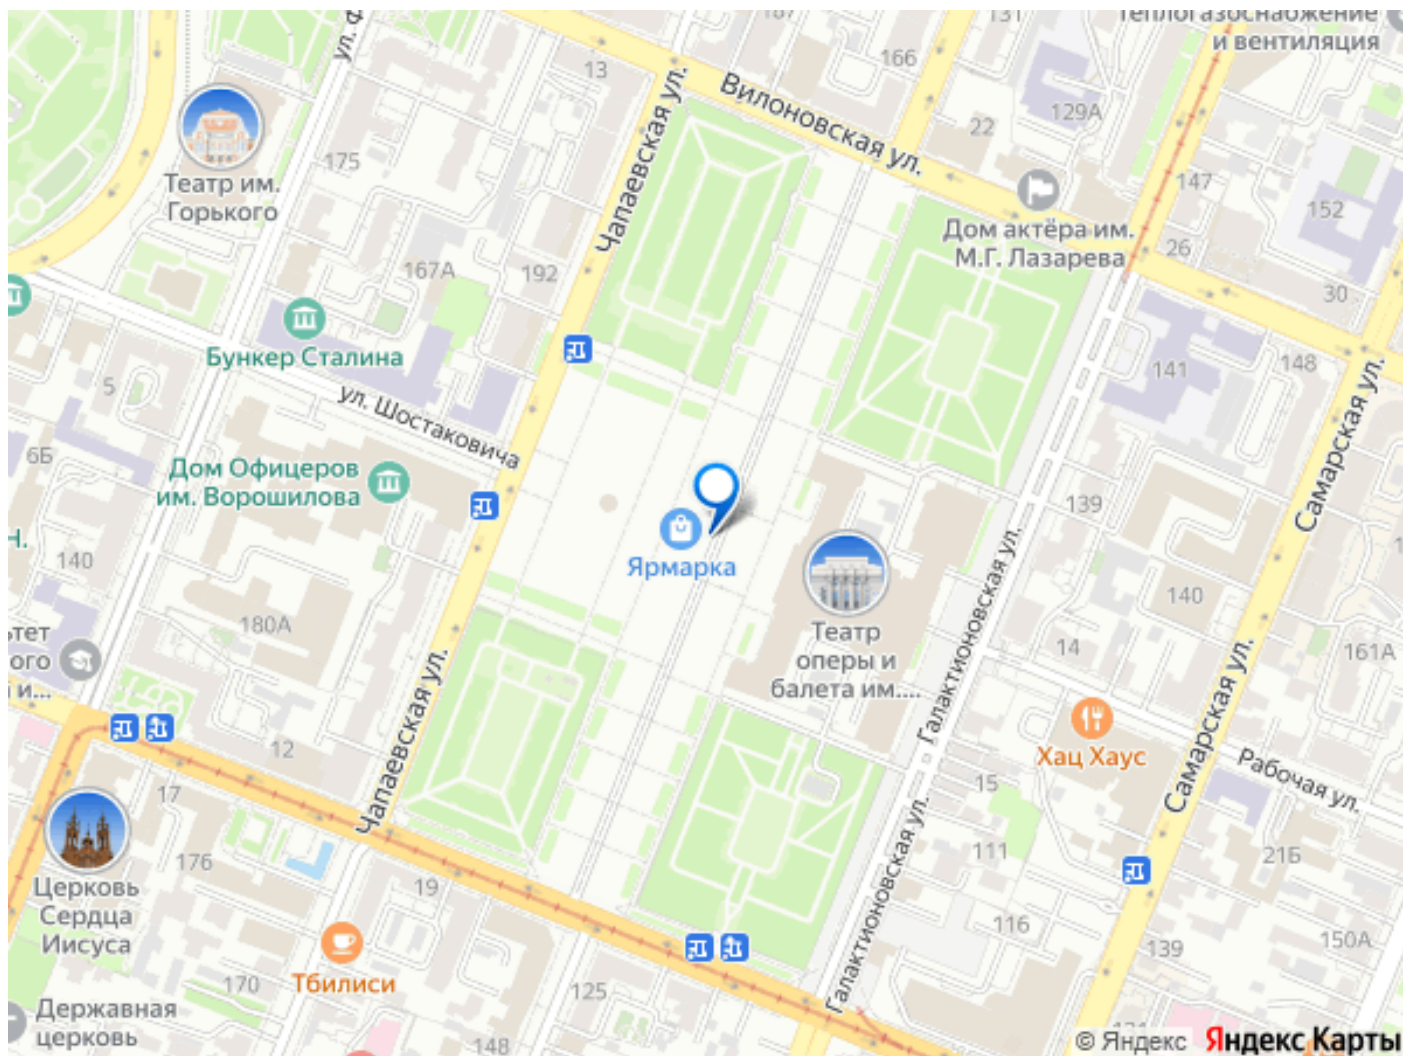 Теплогазоснабжение
и вентиляция
187
131
166
13
Вилоновская ул.
22
129А
Чапаевская ул.
175
Театр им.
Горького
147
152
Дом актёра им.
М.Г. Лазарева
26
167А
192
30
Бункер Сталина
5
ул. Шостаковича
141
148
6Б
Дом Офицеров
им. Ворошилова
139
Самарская ул.
140
Ярмарка
Галактионовская ул.
140
180А
Театр
оперы и
балета им....
14
161А
Хац Хаус
Чапаевская ул.
12
Самарская ул.
Рабочая ул.
15
17
176
19
Церковь
Сердца
Иисуса
Галактионовская ул.
111
21Б
116
139
150А
Тбилиси
170
125
Державная
церковь
148
© Яндекс Яндекс Карты